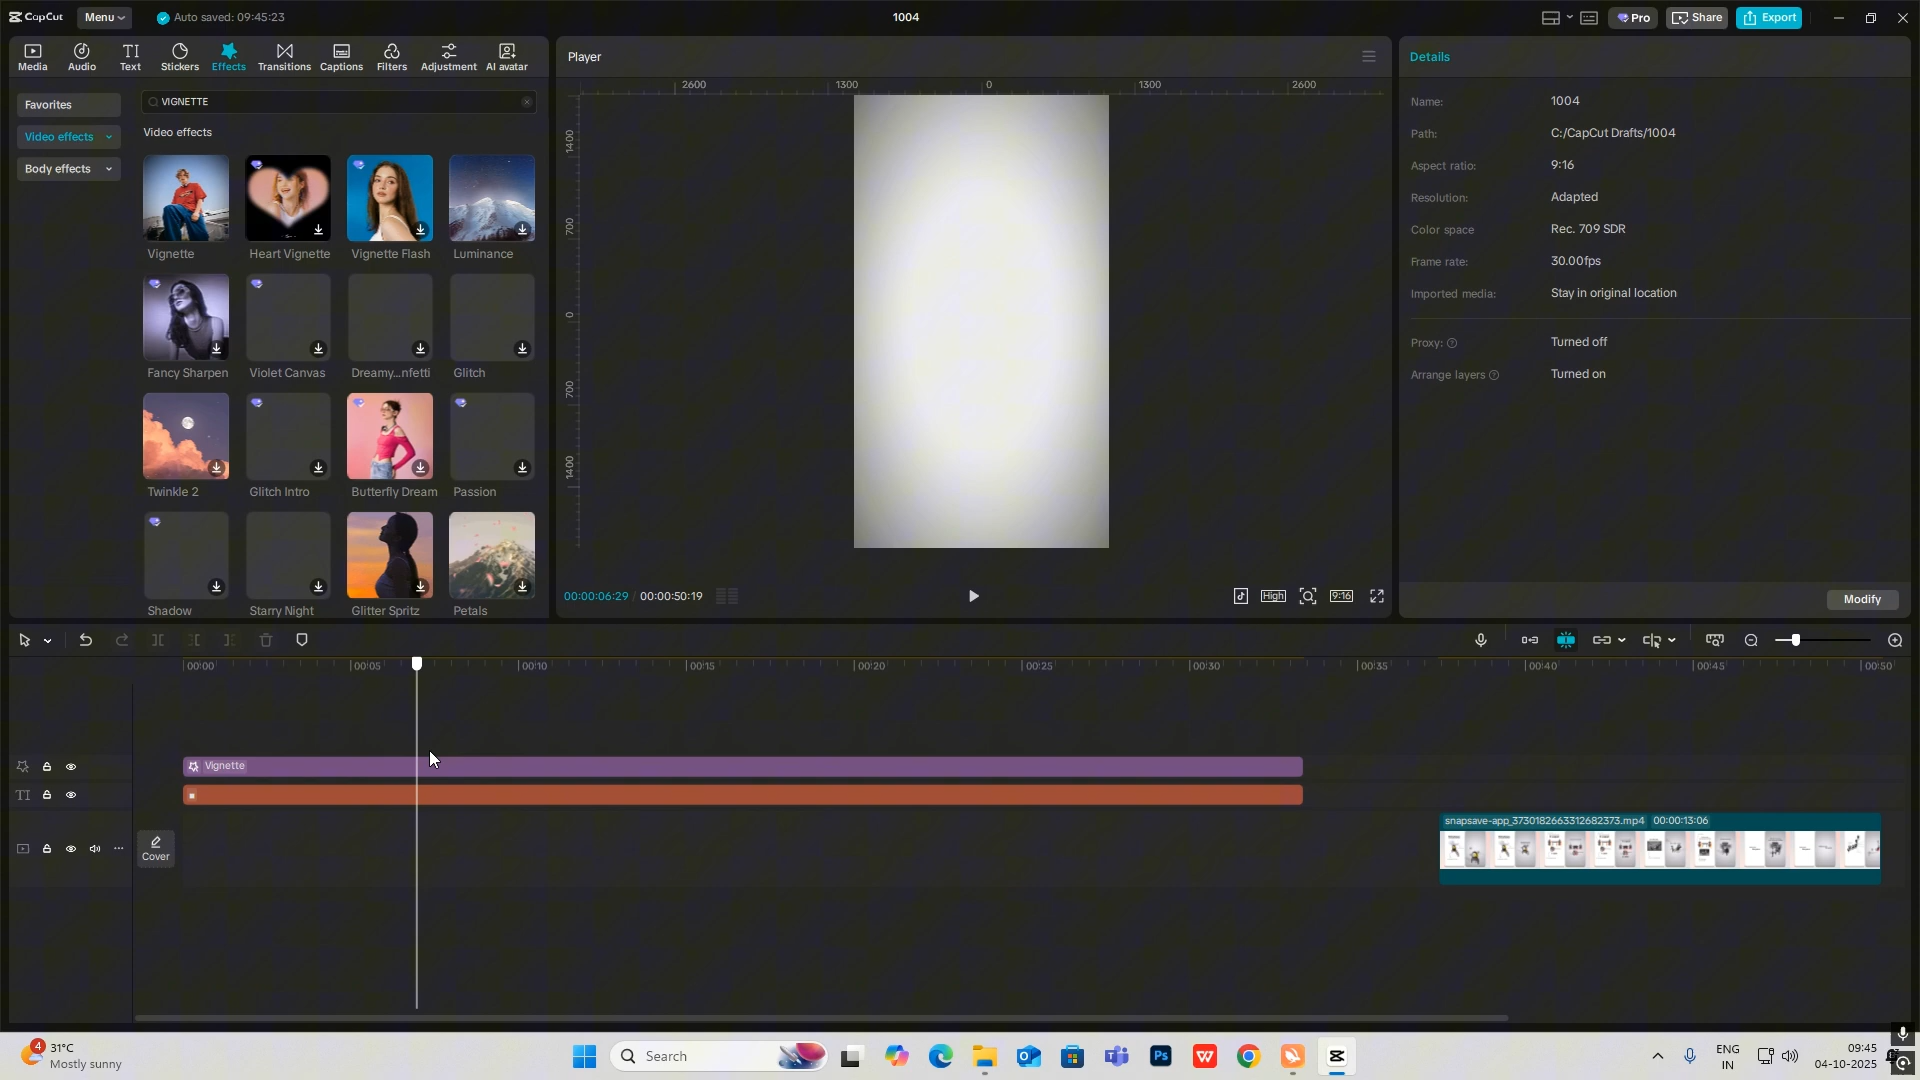 CapCut Menu Auto saved: 09:45:23 1004 Pro Share Export
Media Audio Text Stickers Effects Transitions Captions Filters Adjustment AI avatar
Favorites
Video effects
Body effects
VIGNETTE
Video effects
Vignette Heart Vignette Vignette Flash Luminance
Fancy Sharpen Violet Canvas Dreamy...nfetti Glitch
Twinkle 2 Glitch Intro Butterfly Dream Passion
Shadow Starry Night Glitter Spritz Petals
Player
2600 1300 0 1300 2600
1400
700
0
700
1400
00:00:06:29 / 00:00:50:19 High 9:16
Details
Name: 1004
Path: C:/CapCut Drafts/1004
Aspect ratio: 9:16
Resolution: Adapted
Color space Rec. 709 SDR
Frame rate: 30.00fps
Imported media: Stay in original location
Proxy: Turned off
Arrange layers Turned on
Modify
00:00 00:05 00:10 00:15 00:20 00:25 00:30 00:35 00:40 00:45 00:50
Vignette
TI
Cover
snapsave-app_3730182663312682373.mp4 00:00:13:06
4
31°C
Mostly sunny
Search
Ps
W
ENG
IN
09:45
04-10-2025